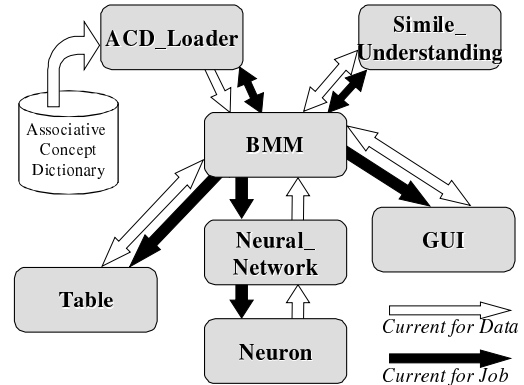 ACD_Loader
Simile_
Understanding
Associative
Concept
Dictionary
BMM
Neural_
Network
GUI
Table
Neuron
Current for Data
Current for Job